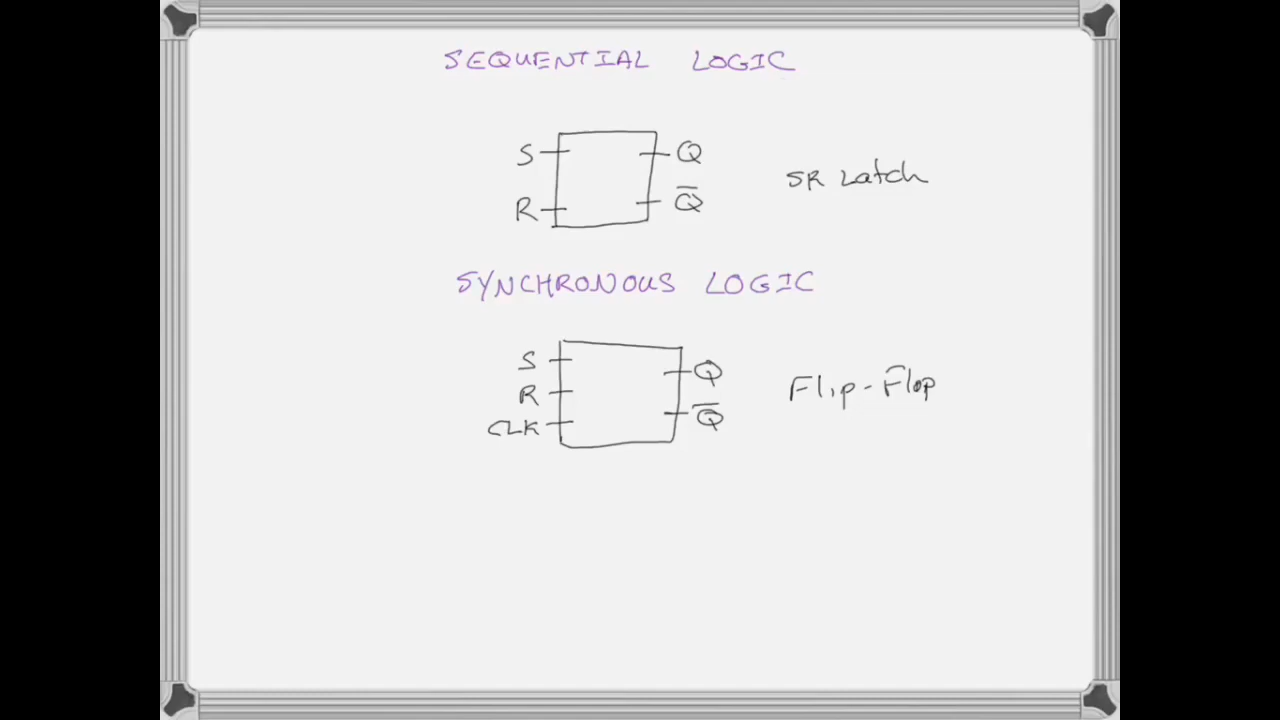 SEQUENTIAL LOGIC
S Q
SR Latch
R Q̅
SYNCHRONOUS LOGIC
S Q
R Flip-Flop
CLK Q̅